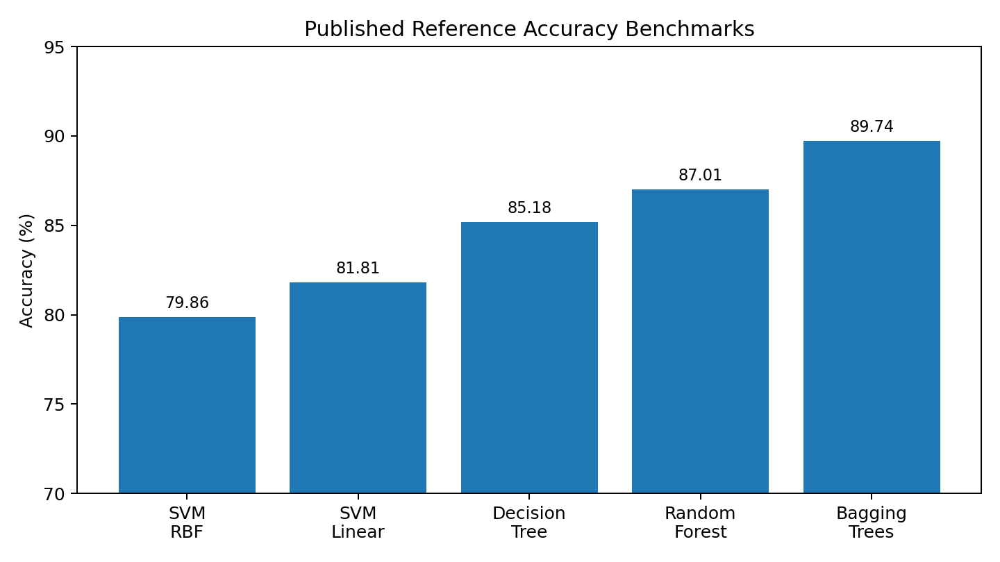 Published Reference Accuracy Benchmarks
Accuracy (%)
95
90
85
80
75
70
79.86
81.81
85.18
87.01
89.74
SVM
RBF
SVM
Linear
Decision
Tree
Random
Forest
Bagging
Trees